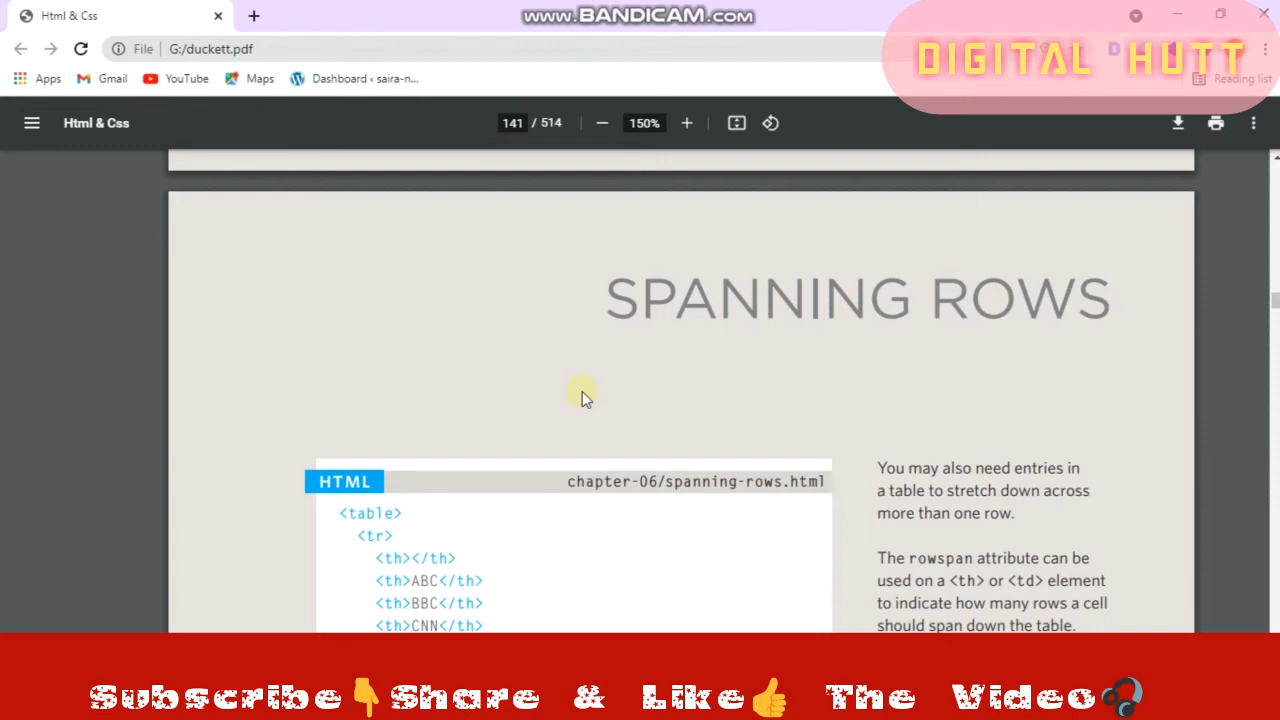 Html & Css
www.BANDICAM.com
File G:/duckett.pdf
DIGITAL HUTT
Apps Gmail YouTube Maps Dashboard ‹ saira-n... Reading list
Html & Css 141 / 514 150%
SPANNING ROWS
HTML chapter-06/spanning-rows.html
<table>
<tr>
<th></th>
<th>ABC</th>
<th>BBC</th>
<th>CNN</th>
You may also need entries in
a table to stretch down across
more than one row.
The rowspan attribute can be
used on a <th> or <td> element
to indicate how many rows a cell
should span down the table.
Subscribe👇Share & Like👍 The Video🎧